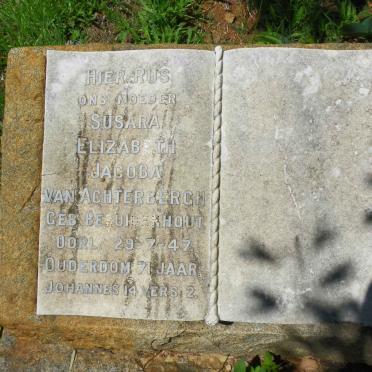 HIER RUS
ONS MOEDER
SUSARA
ELIZABETH
JACOBA
VAN ACHTERBERGH
GEB
OORL 29-7-47
OUDERDOM 71 JAAR
JOHANNES 14 VERS 2